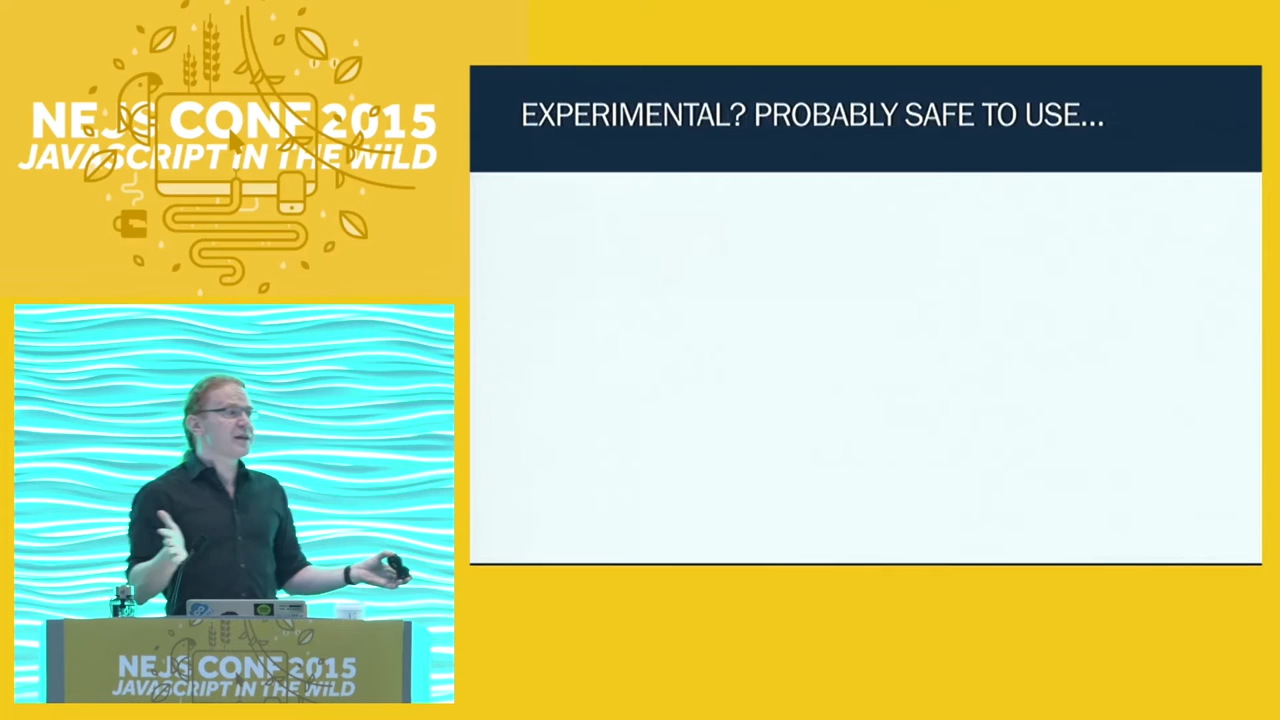 NEJS CONF 2015
JAVASCRIPT IN THE WILD
EXPERIMENTAL? PROBABLY SAFE TO USE...
NEJS CONF 2015
JAVASCRIPT IN THE WILD